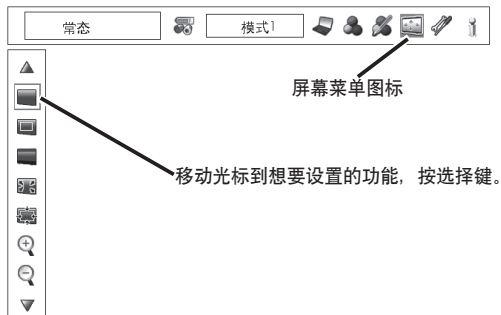 常态
模式1
屏幕菜单图标
移动光标到想要设置的功能，按选择键。